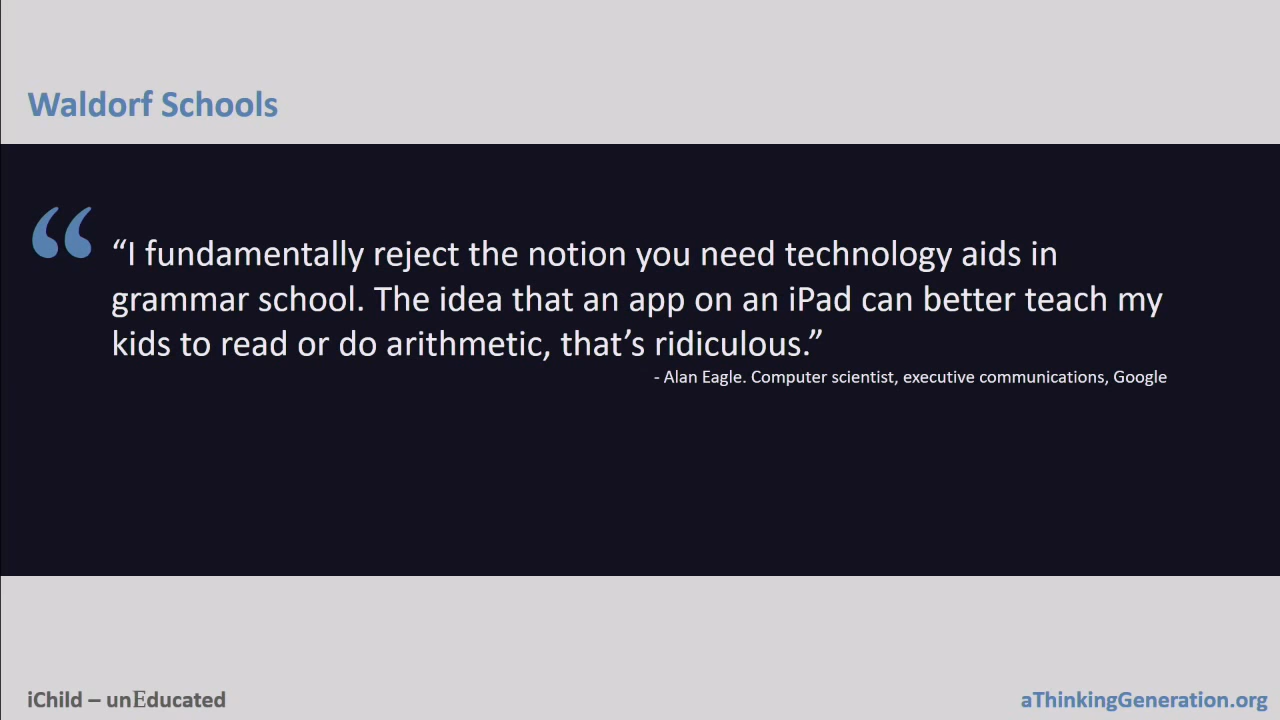 Waldorf Schools
“
“I fundamentally reject the notion you need technology aids in
grammar school. The idea that an app on an iPad can better teach my
kids to read or do arithmetic, that’s ridiculous.”
- Alan Eagle. Computer scientist, executive communications, Google
iChild – unEducated
aThinkingGeneration.org